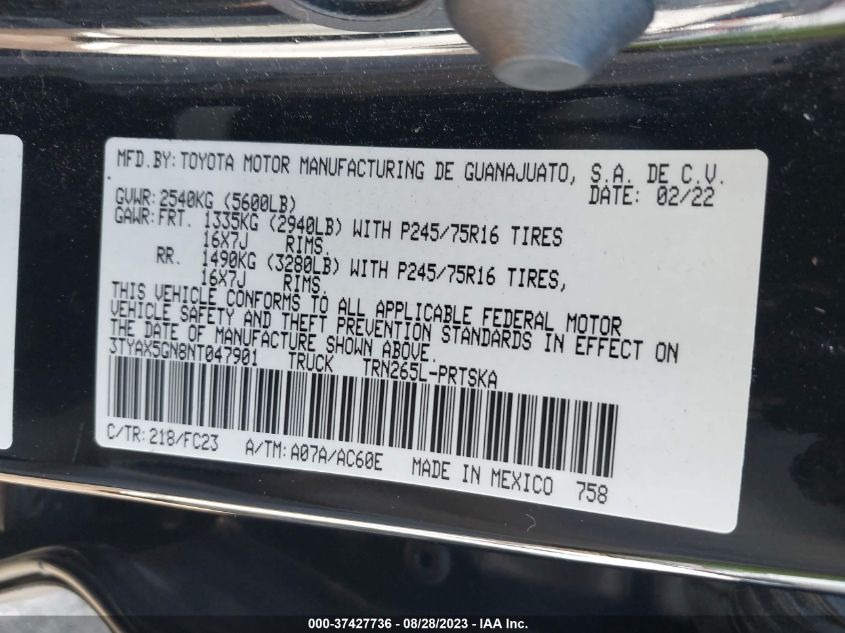 MFD.BY: TOYOTA MOTOR MANUFACTURING DE GUANAJUATO, S.A. DE C.V.
GVWR: 2540KG (5600LB) DATE: 02/22
GAWR: FRT. 1335KG (2940LB) WITH P245/75R16 TIRES
16X7J RIMS.
RR. 1490KG (3280LB) WITH P245/75R16 TIRES,
16X7J RIMS.
THIS VEHICLE CONFORMS TO ALL APPLICABLE FEDERAL MOTOR
VEHICLE SAFETY AND THEFT PREVENTION STANDARDS IN EFFECT ON
THE DATE OF MANUFACTURE SHOWN ABOVE.
3TYAX5GN8NT047901 TRUCK TRN265L-PRTSKA
C/TR: 218/FC23 A/TM: A07A/AC60E MADE IN MEXICO 758
000-37427736 - 08/28/2023 - IAA Inc.